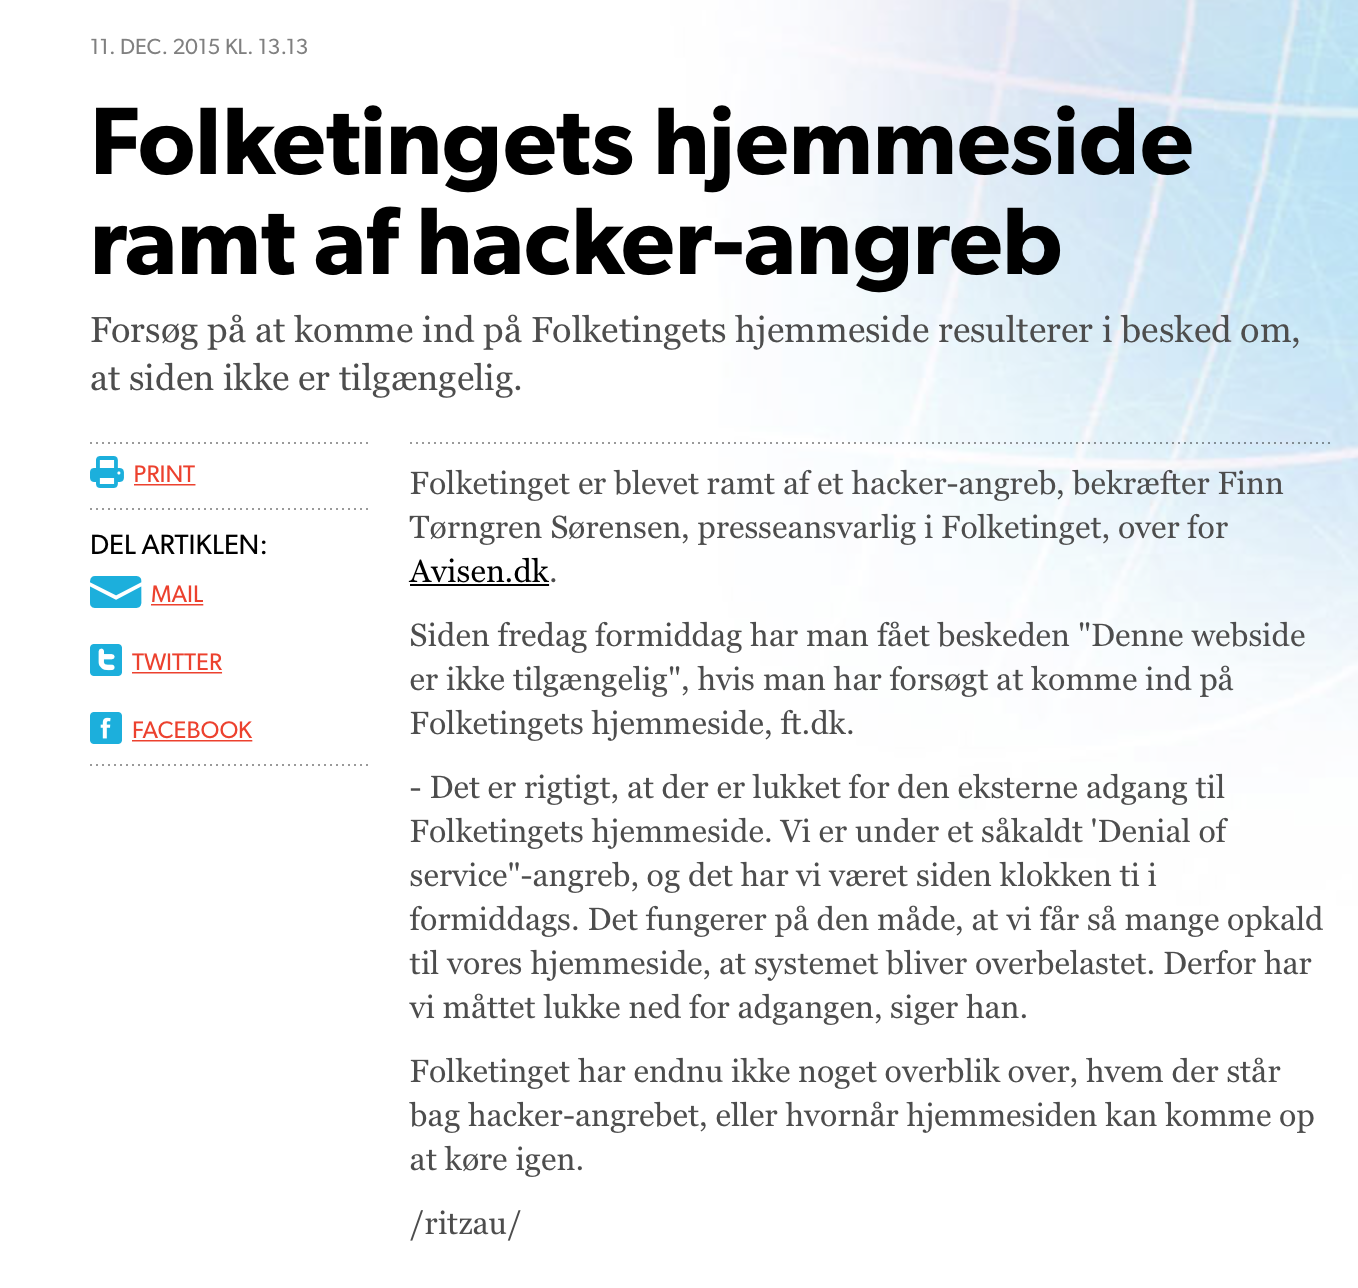 11. DEC. 2015 KL. 13.13
Folketingets hjemmeside
ramt af hacker-angreb
Forsøg på at komme ind på Folketingets hjemmeside resulterer i besked om,
at siden ikke er tilgængelig.
PRINT
DEL ARTIKLEN:
MAIL
TWITTER
FACEBOOK
Folketinget er blevet ramt af et hacker-angreb, bekræfter Finn
Tørngren Sørensen, presseansvarlig i Folketinget, over for
Avisen.dk.
Siden fredag formiddag har man fået beskeden "Denne webside
er ikke tilgængelig", hvis man har forsøgt at komme ind på
Folketingets hjemmeside, ft.dk.
- Det er rigtigt, at der er lukket for den eksterne adgang til
Folketingets hjemmeside. Vi er under et såkaldt 'Denial of
service"-angreb, og det har vi været siden klokken ti i
formiddags. Det fungerer på den måde, at vi får så mange opkald
til vores hjemmeside, at systemet bliver overbelastet. Derfor har
vi måttet lukke ned for adgangen, siger han.
Folketinget har endnu ikke noget overblik over, hvem der står
bag hacker-angrebet, eller hvornår hjemmesiden kan komme op
at køre igen.
/ritzau/